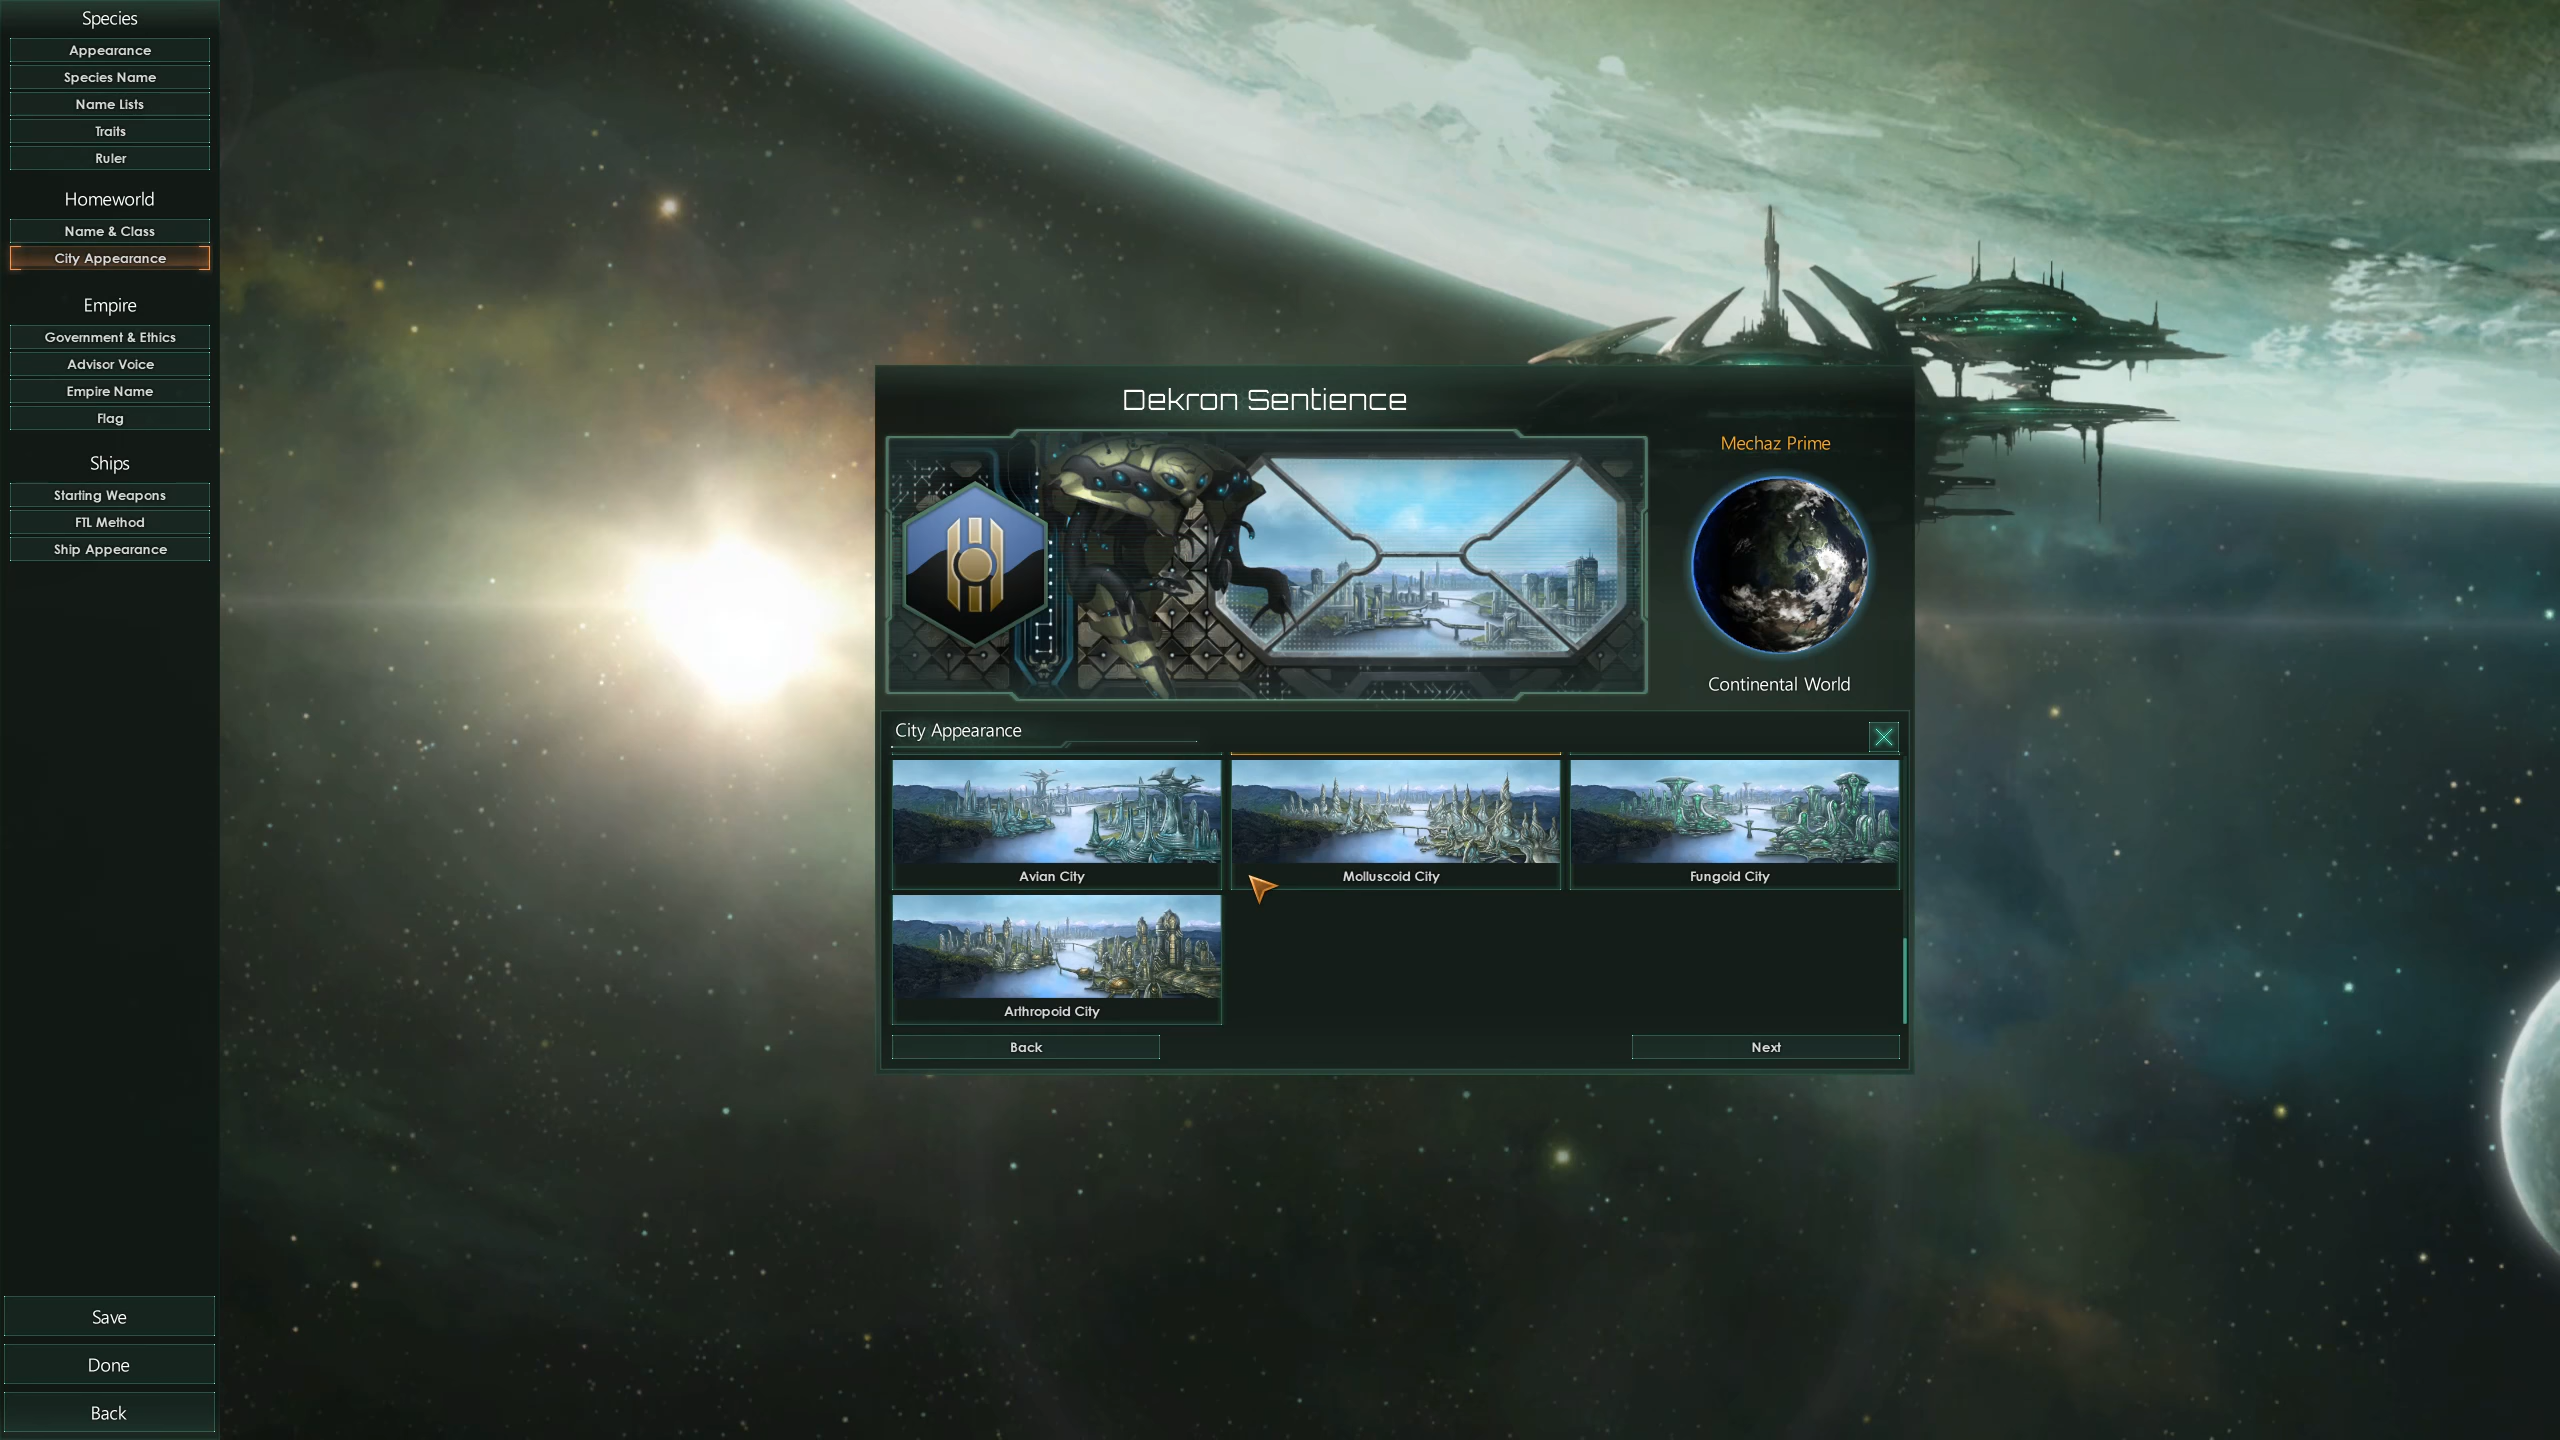 Species
Appearance
Species Name
Name Lists
Traits
Ruler
Homeworld
Name & Class
City Appearance
Empire
Government & Ethics
Advisor Voice
Empire Name
Flag
Ships
Starting Weapons
FTL Method
Ship Appearance
Save
Done
Back
Dekron Sentience
Mechaz Prime
Continental World
City Appearance
Avian City
Molluscoid City
Fungoid City
Arthropoid City
Back
Next